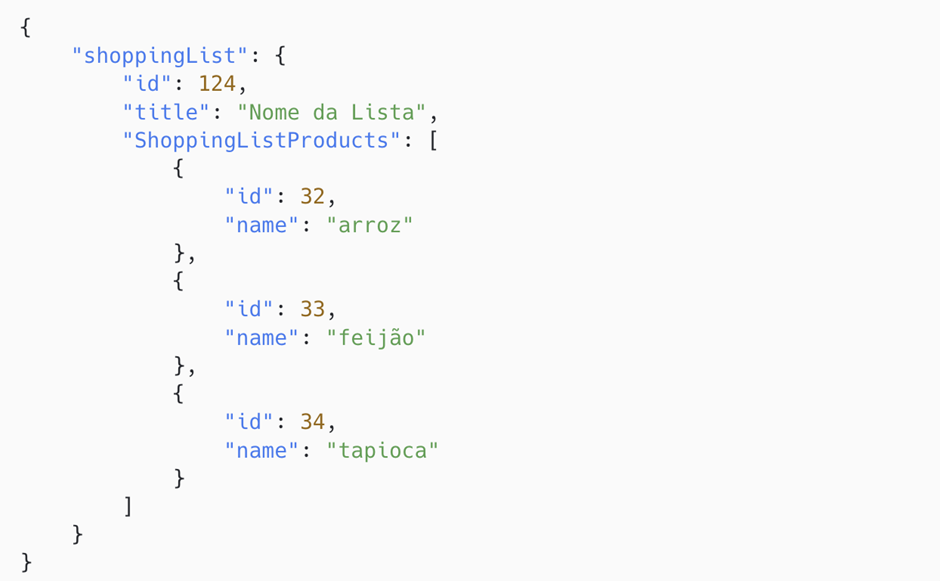 {
    "shoppingList": {
        "id": 124,
        "title": "Nome da Lista",
        "ShoppingListProducts": [
            {
                "id": 32,
                "name": "arroz"
            },
            {
                "id": 33,
                "name": "feijão"
            },
            {
                "id": 34,
                "name": "tapioca"
            }
        ]
    }
}